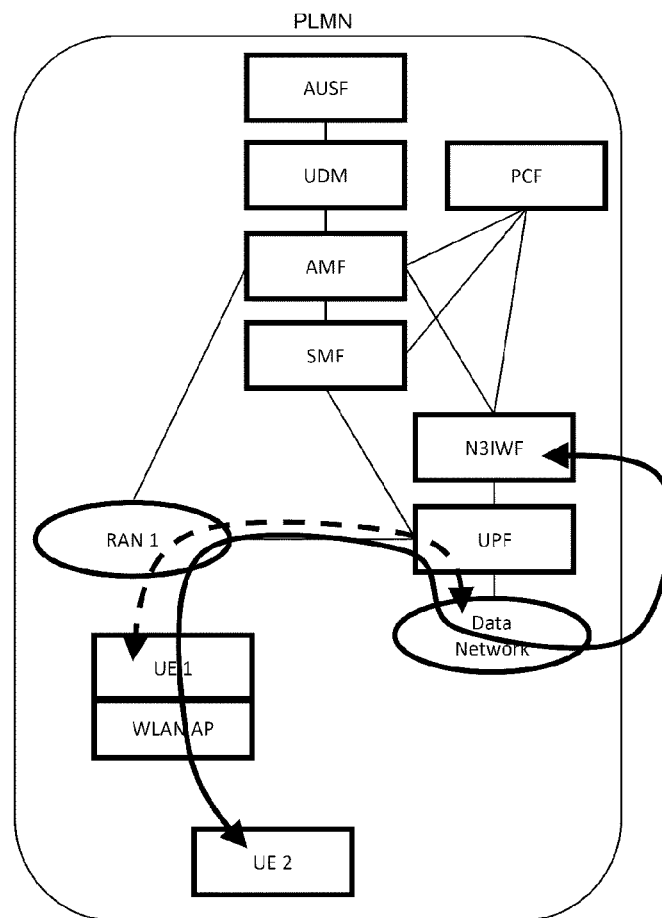 PLMN
AUSF
UDM
PCF
AMF
SMF
N3IWF
RAN 1
UPF
Data
Network
UE 1
WLAN AP
UE 2